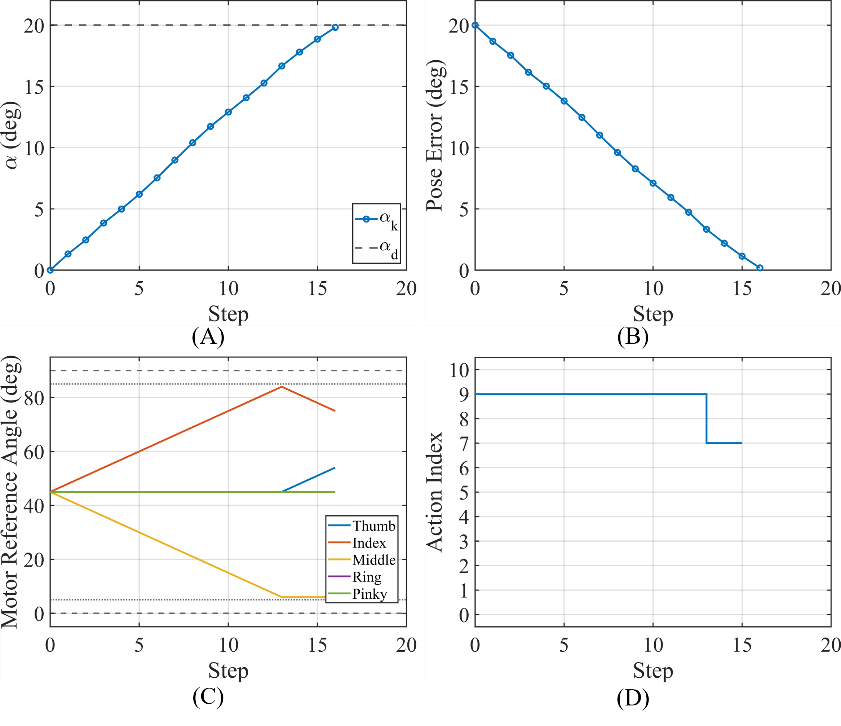 20
15
10
5
0
α (deg)
α_k
α_d
0 5 10 15 20
Step
(A)
20
15
10
5
0
Pose Error (deg)
0 5 10 15 20
Step
(B)
80
60
40
20
0
Motor Reference Angle (deg)
Thumb
Index
Middle
Ring
Pinky
0 5 10 15 20
Step
(C)
10
9
8
7
6
5
4
3
2
1
0
Action Index
0 5 10 15 20
Step
(D)